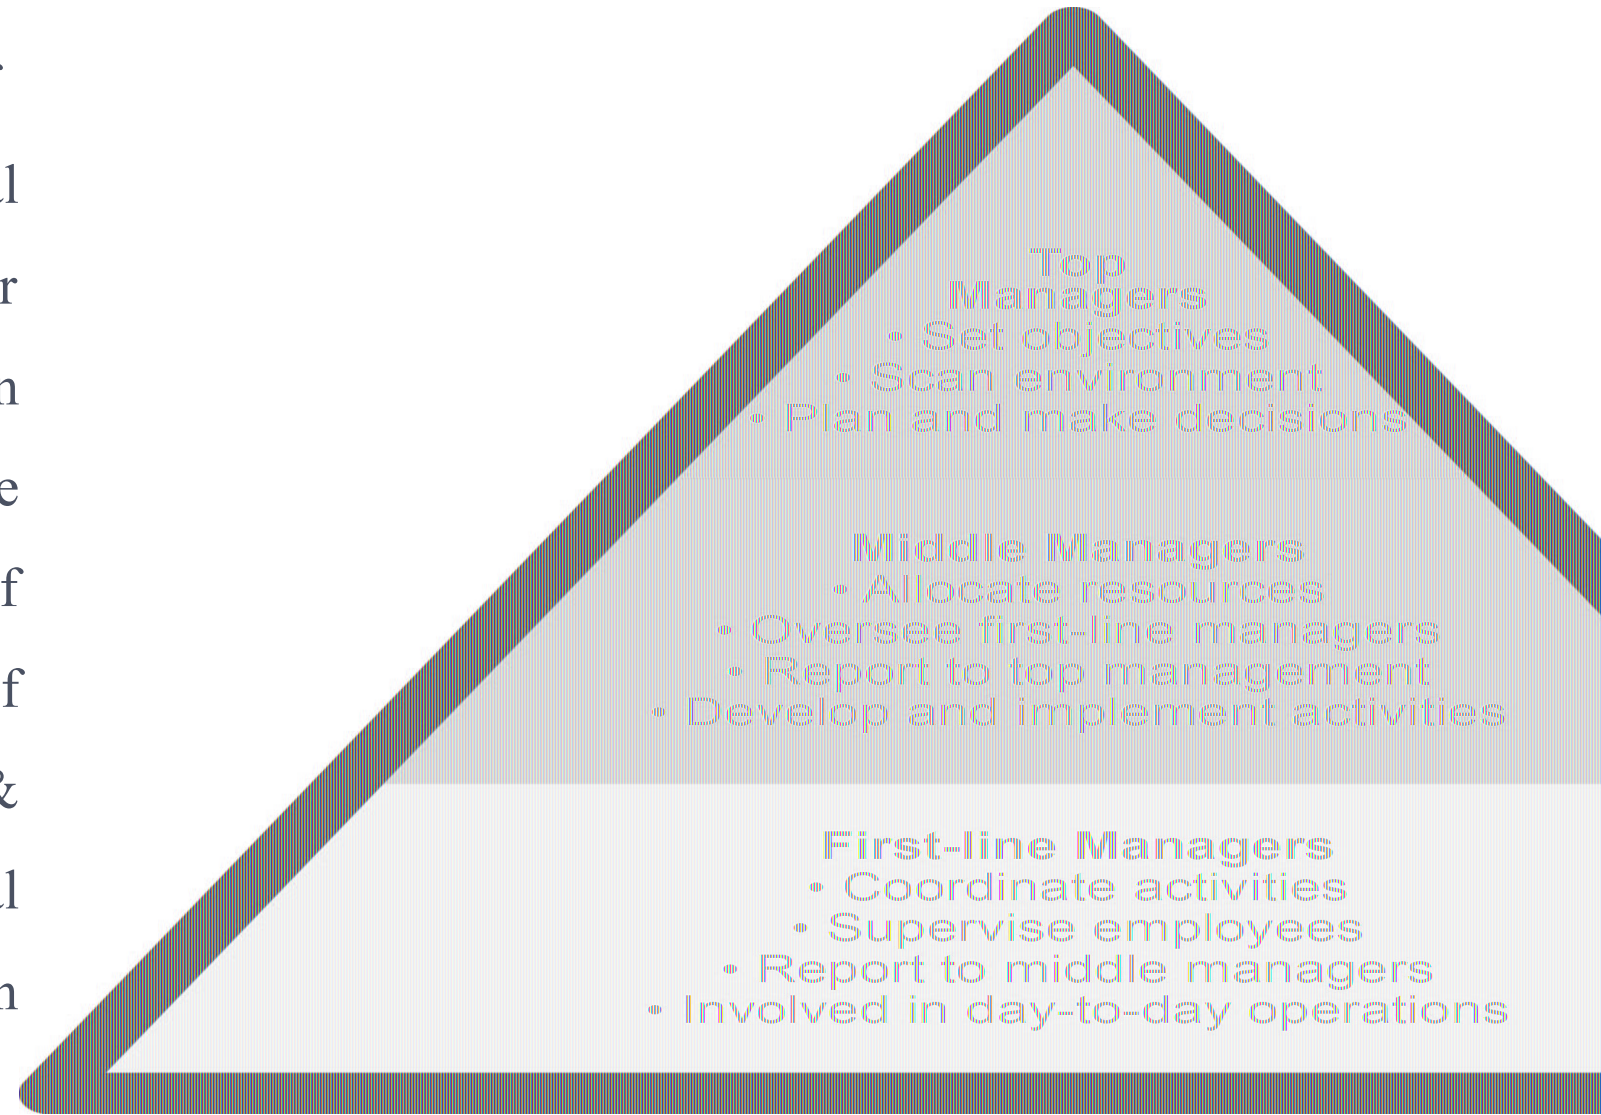 Top
Managers
• Set objectives
• Scan environment
• Plan and make decisions
Middle Managers
• Allocate resources
• Oversee first-line managers
• Report to top management
• Develop and implement activities
First-line Managers
• Coordinate activities
• Supervise employees
• Report to middle managers
• Involved in day-to-day operations